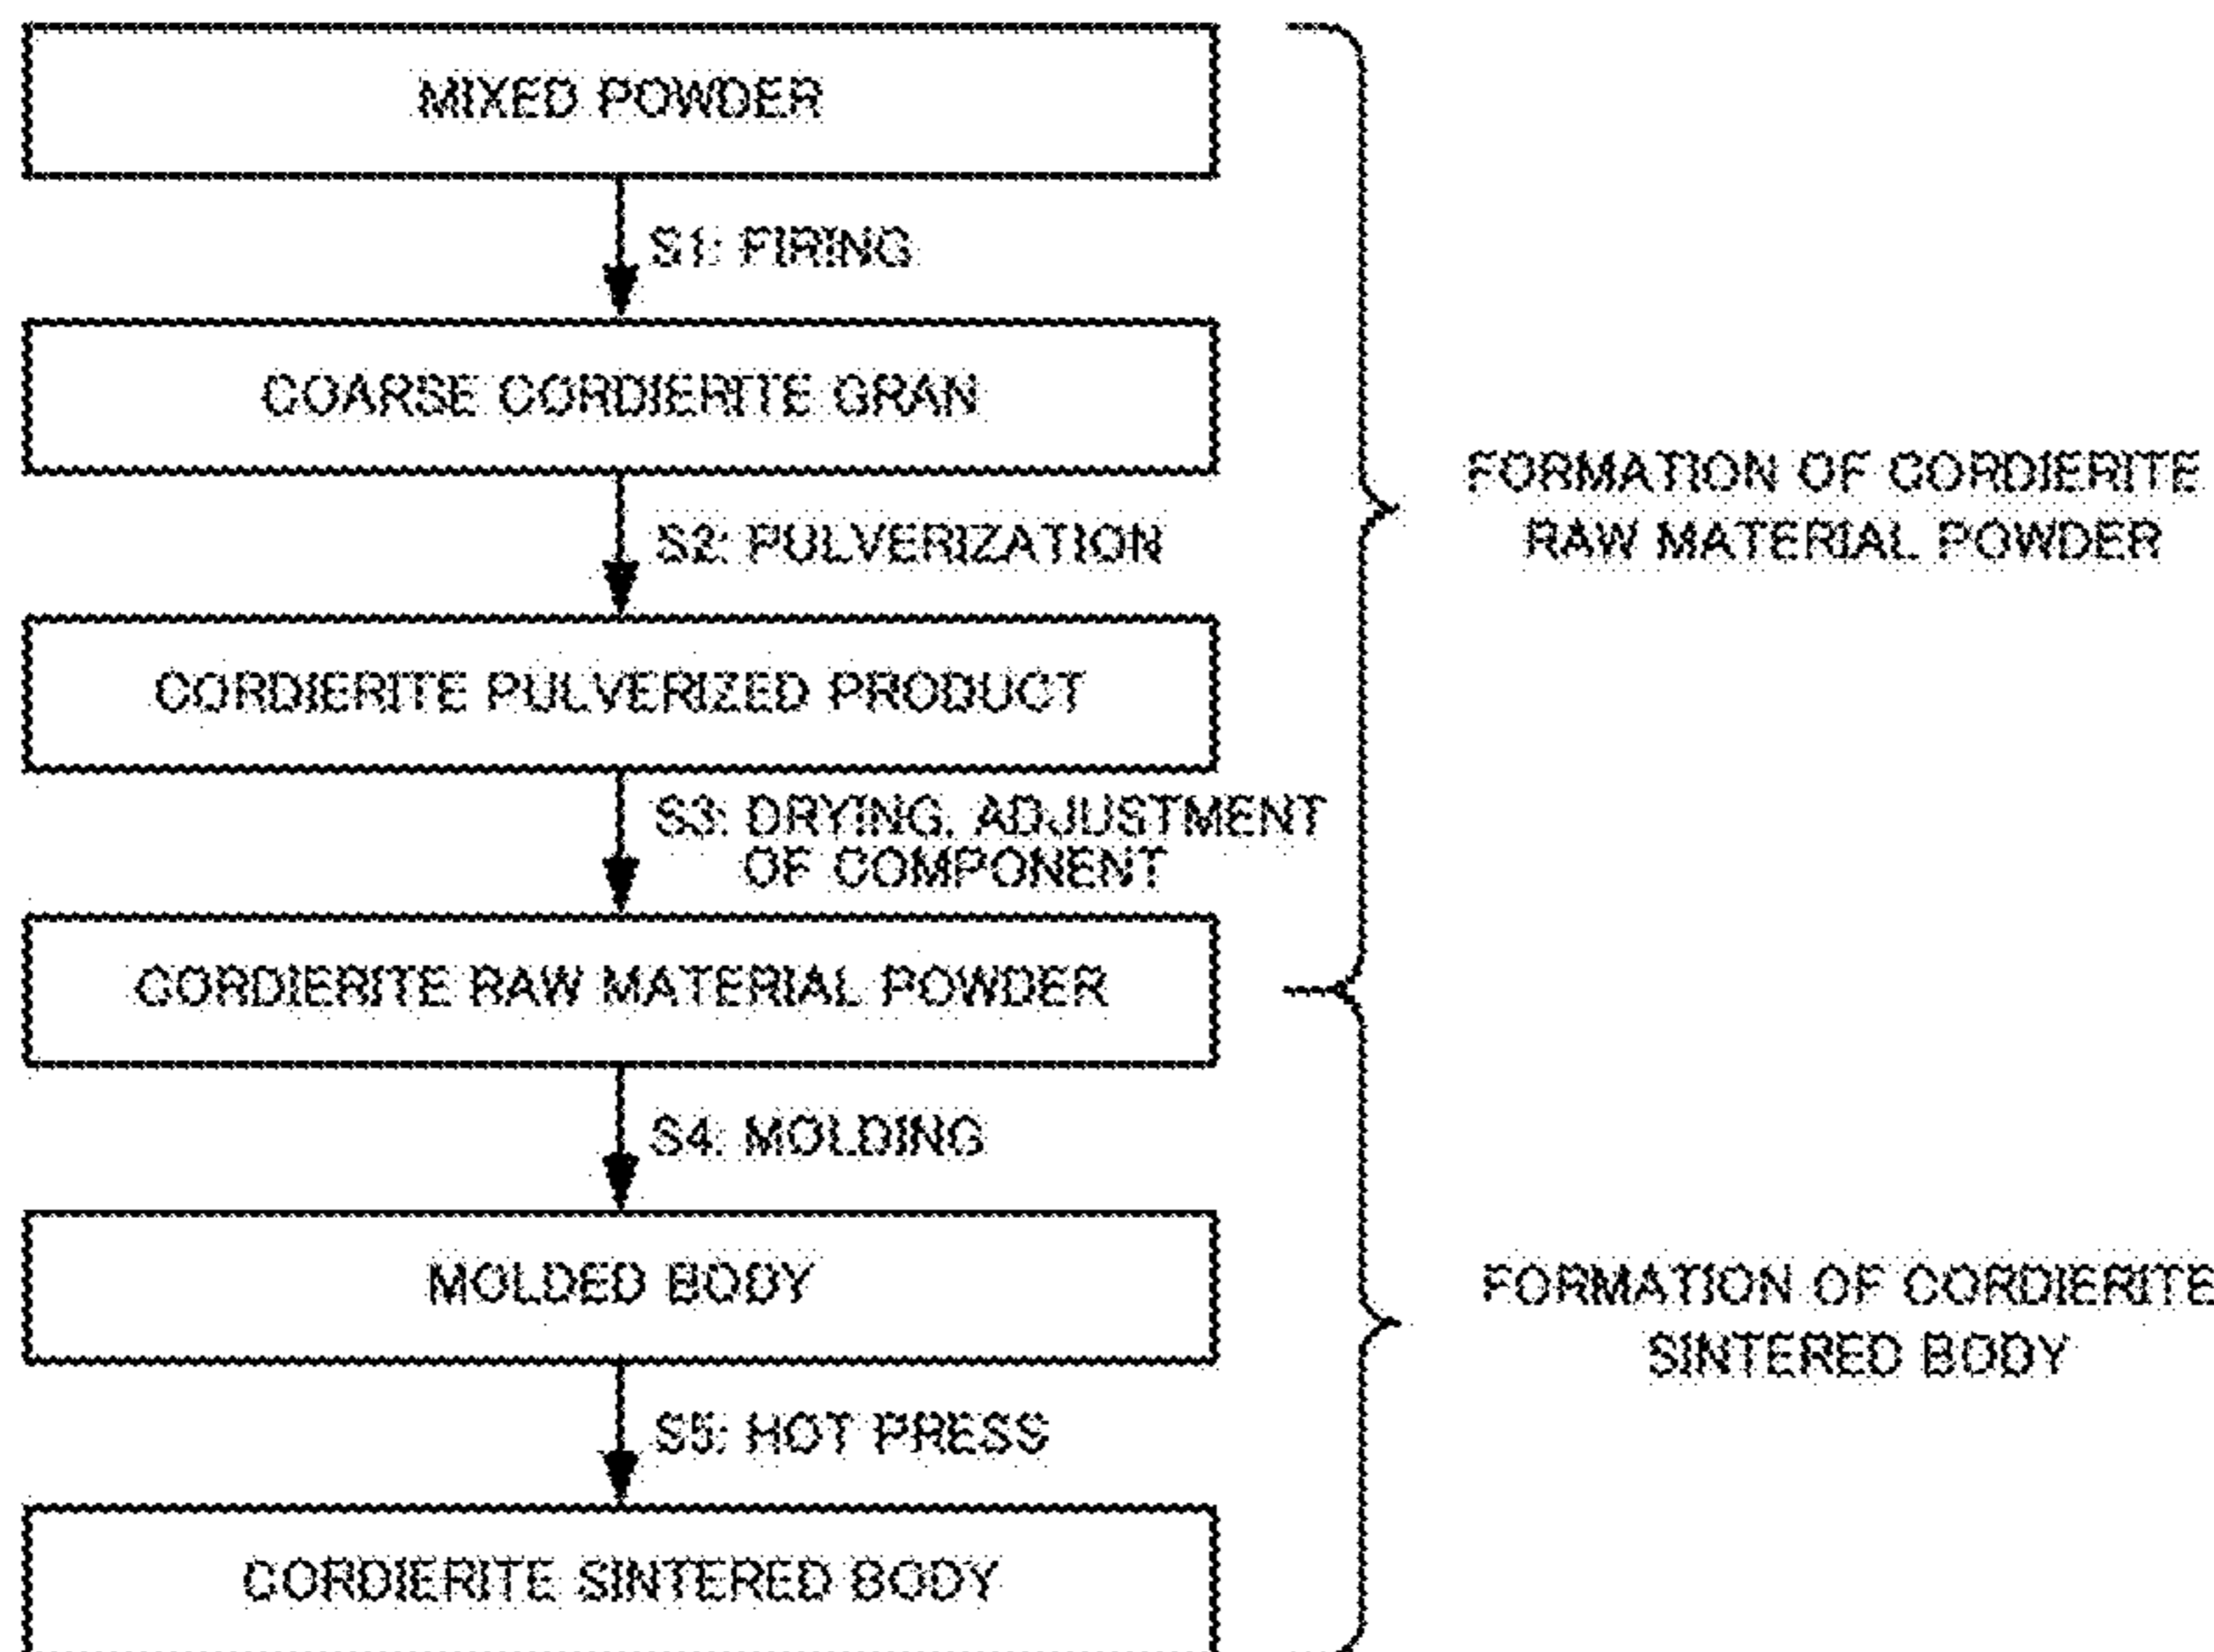 MIXED POWDER
S1: FIRING
COARSE CORDIERITE GRAN
S2: PULVERIZATION
CORDIERITE PULVERIZED PRODUCT
S3: DRYING, ADJUSTMENT
OF COMPONENT
CORDIERITE RAW MATERIAL POWDER
S4: MOLDING
MOLDED BODY
S5: HOT PRESS
CORDIERITE SINTERED BODY
FORMATION OF CORDIERITE
RAW MATERIAL POWDER
FORMATION OF CORDIERITE
SINTERED BODY